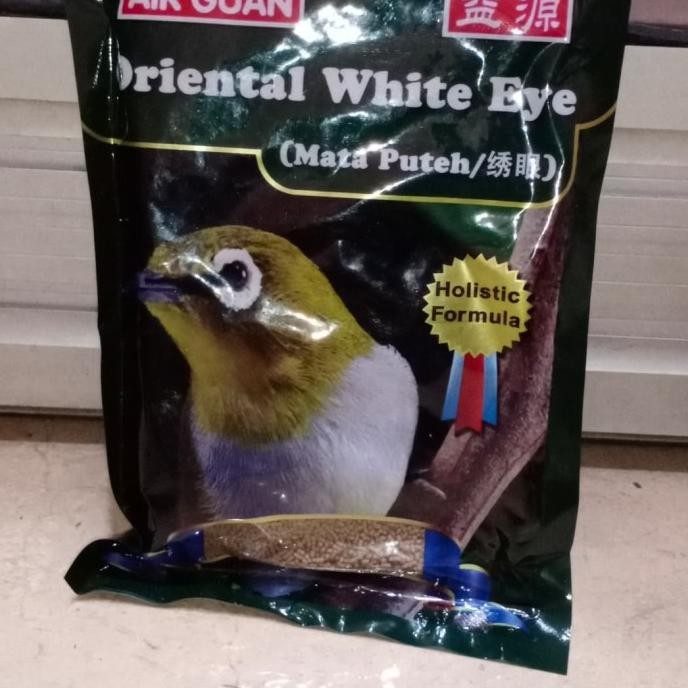 AIK GUAN
益源
Oriental White Eye
(Mata Puteh/绣眼)
Holistic
Formula